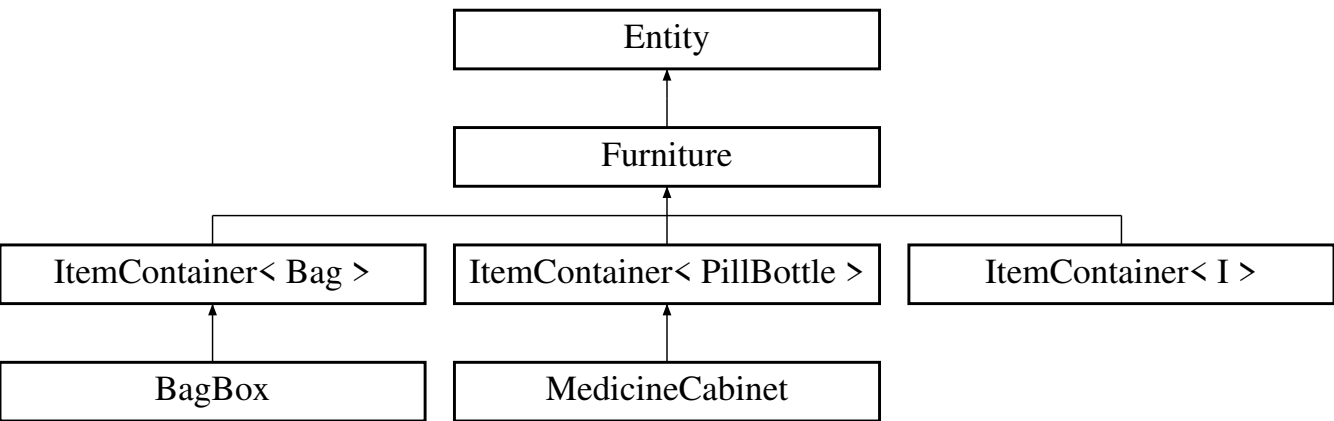 Entity
Furniture
ItemContainer< Bag >
ItemContainer< PillBottle >
ItemContainer< I >
BagBox
MedicineCabinet